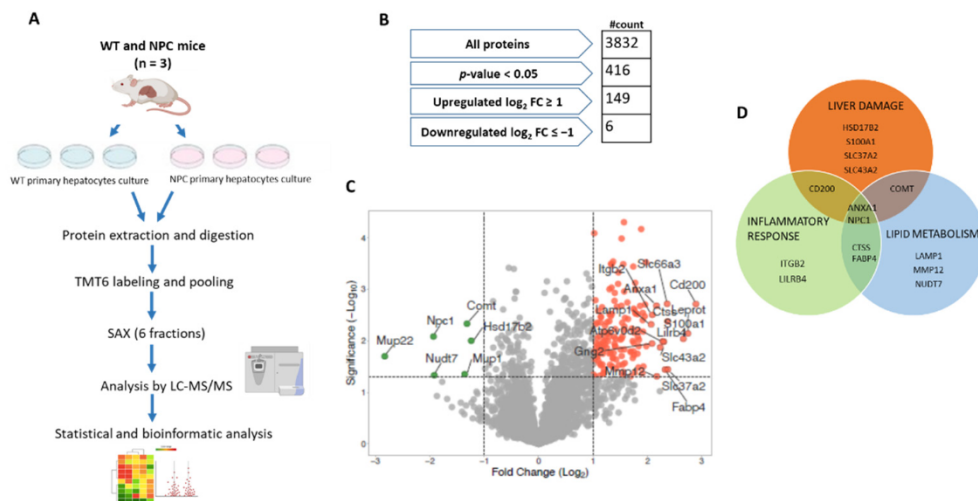 A
WT and NPC mice
(n = 3)
WT primary hepatocytes culture
NPC primary hepatocytes culture
Protein extraction and digestion
TMT6 labeling and pooling
SAX (6 fractions)
Analysis by LC-MS/MS
Statistical and bioinformatic analysis
B
#count
All proteins
3832
p-value < 0.05
416
Upregulated log₂ FC ≥ 1
149
Downregulated log₂ FC ≤ −1
6
C
Significance (−Log₁₀)
4
3
2
1
0
−3
−2
−1
0
1
2
3
Fold Change (Log₂)
Mup22
Npc1
Comt
Hsd17b2
Nudt7
Mup1
Itgb2
Slc66a3
Anxa1
Cd200
Lamp1
Ctss
Leprot
S100a1
Atp6v0d2
Lilrb4
Gng2
Slc43a2
Mmp12
Slc37a2
Fabp4
D
LIVER DAMAGE
HSD17B2
S100A1
SLC37A2
SLC43A2
CD200
COMT
ANXA1
NPC1
INFLAMMATORY
RESPONSE
ITGB2
LILRB4
CTSS
FABP4
LIPID METABOLISM
LAMP1
MMP12
NUDT7